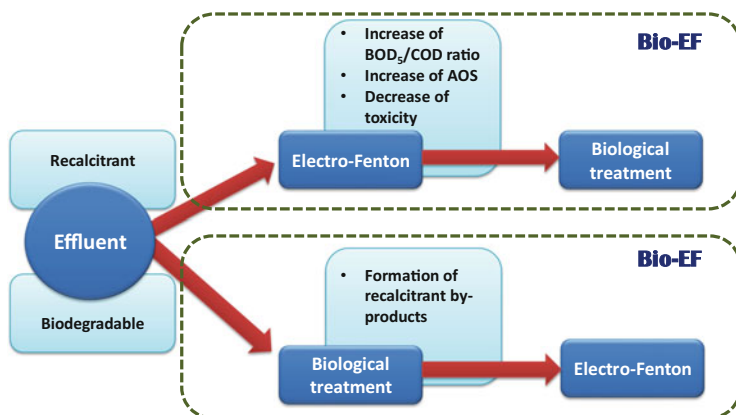 Bio-EF
• Increase of
BOD₅/COD ratio
• Increase of AOS
• Decrease of
toxicity
Electro-Fenton
Biological
treatment
Recalcitrant
Effluent
Biodegradable
Bio-EF
• Formation of
recalcitrant by-
products
Biological
treatment
Electro-Fenton